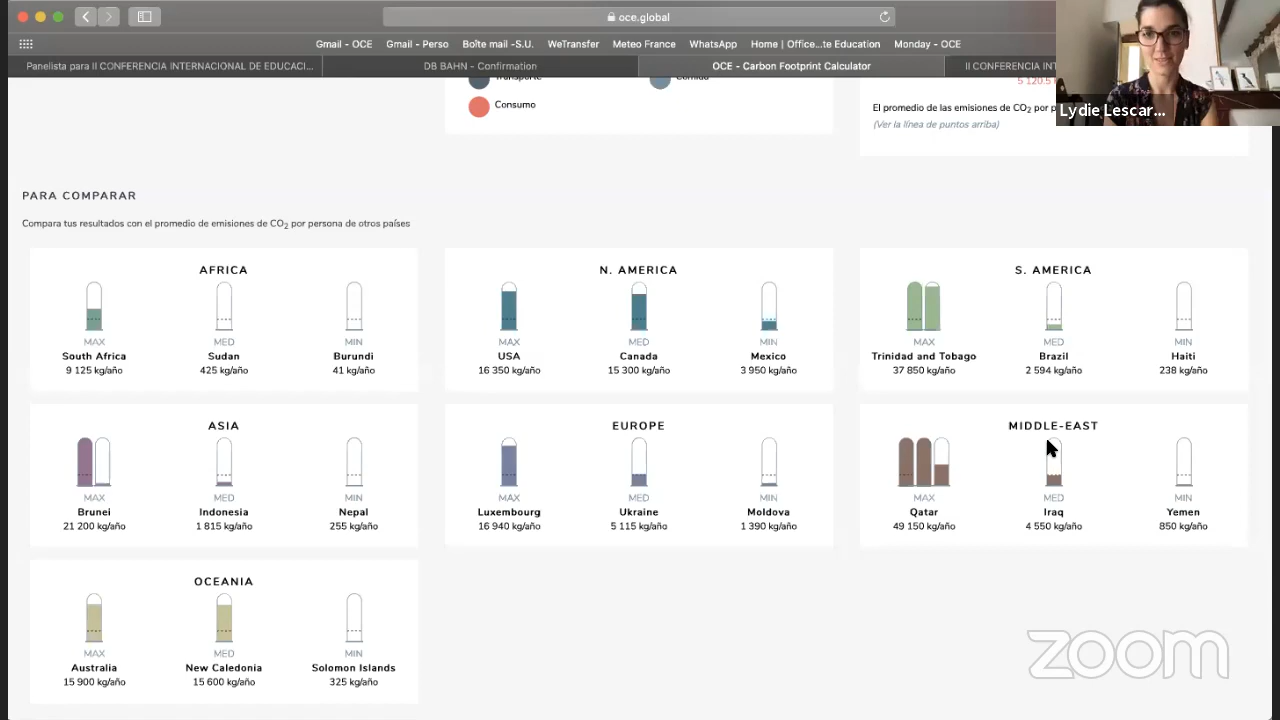 oce.global
Gmail - OCE
Gmail - Perso
Boîte mail -S.U.
WeTransfer
Meteo France
WhatsApp
Home | Office...te Education
Monday - OCE
Panelista para II CONFERENCIA INTERNACIONAL DE EDUCACI...
DB BAHN - Confirmation
OCE - Carbon Footprint Calculator
II CONFERENCIA INT
Transporte
Comida
Consumo
5 120.5
El promedio de las emisiones de CO2 por p
(Ver la línea de puntos arriba)
Lydie Lescar...
PARA COMPARAR
Compara tus resultados con el promedio de emisiones de CO2 por persona de otros países
AFRICA
MAX MED MIN
South Africa Sudan Burundi
9 125 kg/año 425 kg/año 41 kg/año
N. AMERICA
MAX MED MIN
USA Canada Mexico
16 350 kg/año 15 300 kg/año 3 950 kg/año
S. AMERICA
MAX MED MIN
Trinidad and Tobago Brazil Haiti
37 850 kg/año 2 594 kg/año 238 kg/año
ASIA
MAX MED MIN
Brunei Indonesia Nepal
21 200 kg/año 1 815 kg/año 255 kg/año
EUROPE
MAX MED MIN
Luxembourg Ukraine Moldova
16 940 kg/año 5 115 kg/año 1 390 kg/año
MIDDLE-EAST
MAX MED MIN
Qatar Iraq Yemen
49 150 kg/año 4 550 kg/año 850 kg/año
OCEANIA
MAX MED MIN
Australia New Caledonia Solomon Islands
15 900 kg/año 15 600 kg/año 325 kg/año
zoom